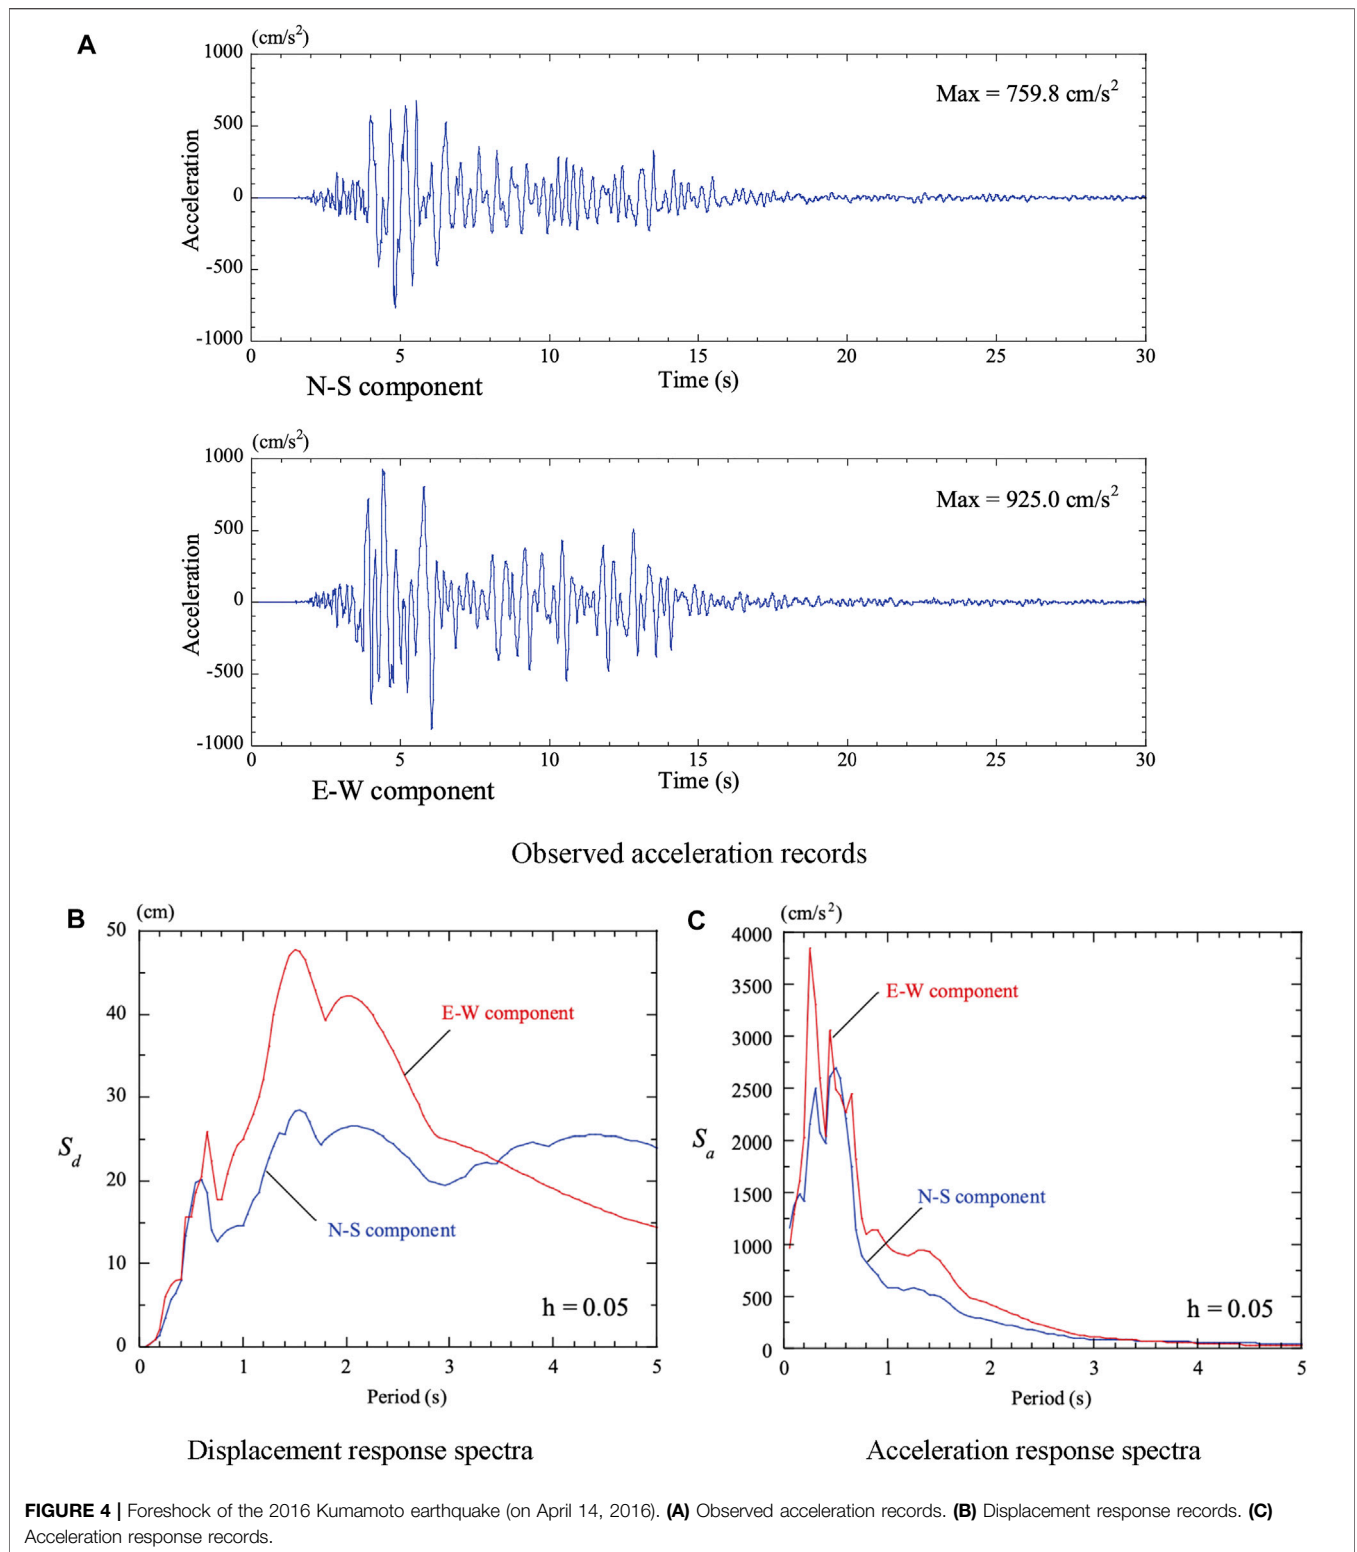 A
(cm/s²)
1000
500
0
-500
-1000
Acceleration
Max = 759.8 cm/s²
0 5 10 15 20 25 30
Time (s)
N-S component
(cm/s²)
1000
500
0
-500
-1000
Acceleration
Max = 925.0 cm/s²
0 5 10 15 20 25 30
Time (s)
E-W component
Observed acceleration records
B
(cm)
50
40
30
20
10
0
S_d
E-W component
N-S component
h = 0.05
0 1 2 3 4 5
Period (s)
Displacement response spectra
C
(cm/s²)
4000
3500
3000
2500
2000
1500
1000
500
0
S_a
E-W component
N-S component
h = 0.05
0 1 2 3 4 5
Period (s)
Acceleration response spectra
FIGURE 4 | Foreshock of the 2016 Kumamoto earthquake (on April 14, 2016). (A) Observed acceleration records. (B) Displacement response records. (C)
Acceleration response records.